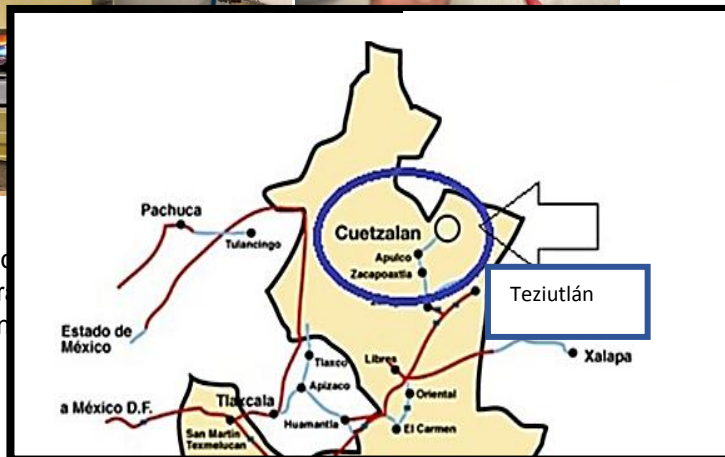 Pachuca
Tulancingo
Cuetzalan
Apulco
Zacapoaxtla
Teziutlán
Estado de
México
Tlaxco
Libres
Xalapa
Apizaco
Oriental
a México D.F.
Tlaxcala
Huamantla
El Carmen
San Martin
Texmelucan